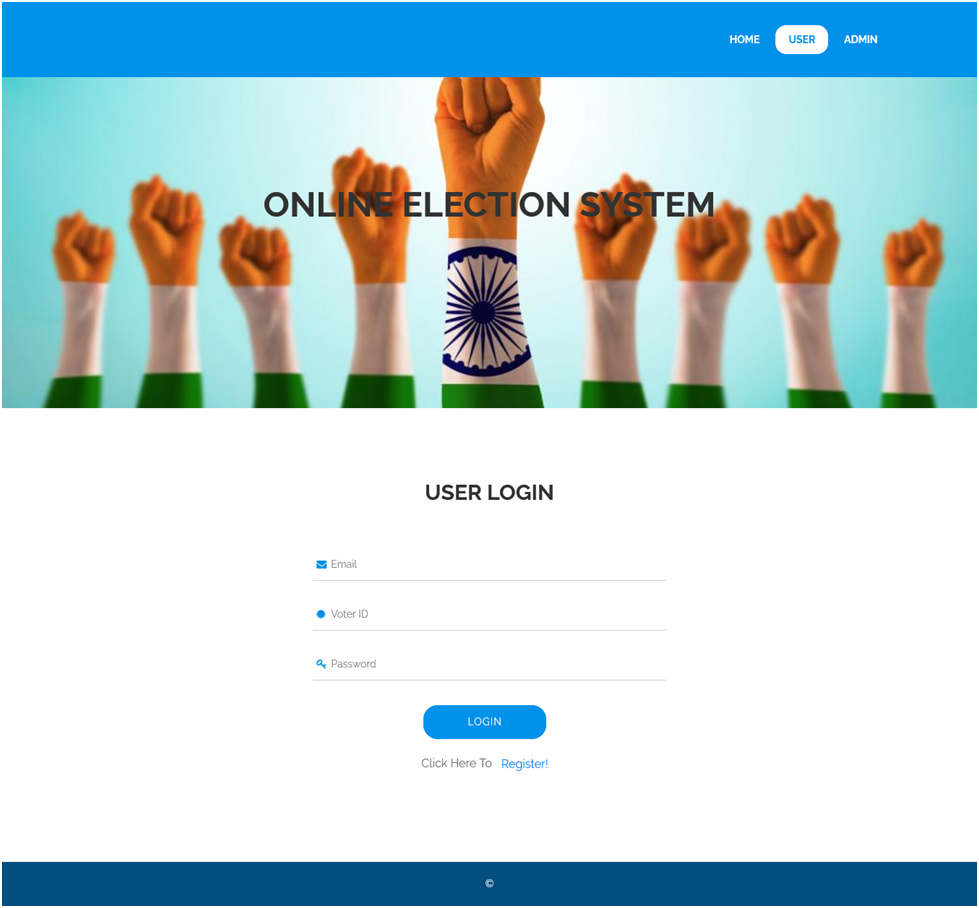 HOME USER ADMIN
ONLINE ELECTION SYSTEM
USER LOGIN
Email
Voter ID
Password
LOGIN
Click Here To Register!
©